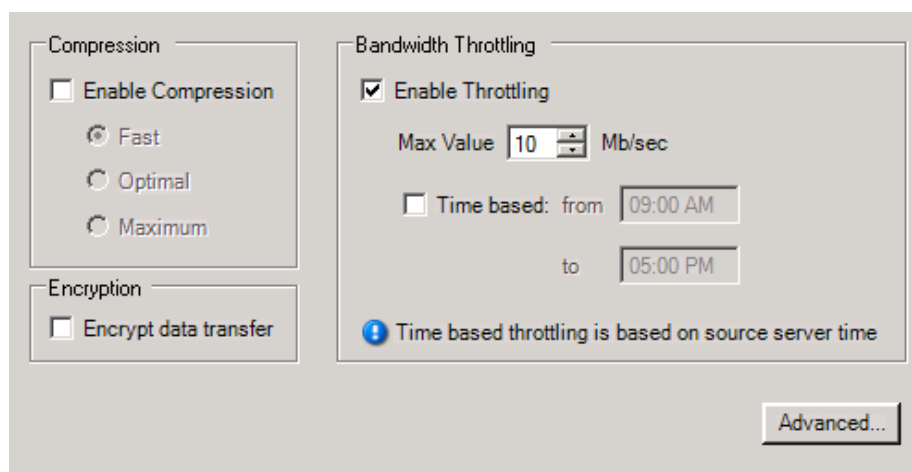 Compression
Enable Compression
Fast
Optimal
Maximum
Encryption
Encrypt data transfer
Bandwidth Throttling
Enable Throttling
Max Value 10 Mb/sec
Time based: from 09:00 AM
to 05:00 PM
Time based throttling is based on source server time
Advanced...